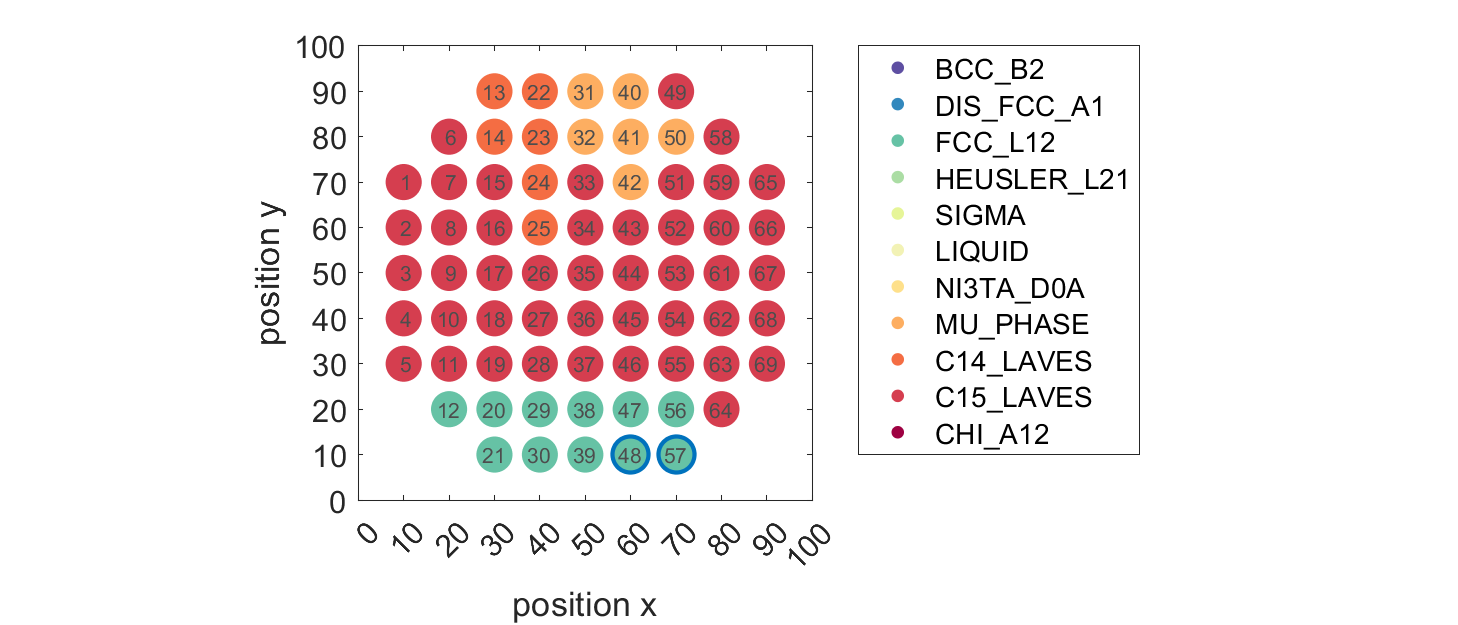 100
90
80
70
60
50
40
30
20
10
0
position y
13 22 31 40 49
6 14 23 32 41 50 58
1 7 15 24 33 42 51 59 65
2 8 16 25 34 43 52 60 66
3 9 17 26 35 44 53 61 67
4 10 18 27 36 45 54 62 68
5 11 19 28 37 46 55 63 69
12 20 29 38 47 56 64
21 30 39 48 57
0 10 20 30 40 50 60 70 80 90 100
position x
BCC_B2
DIS_FCC_A1
FCC_L12
HEUSLER_L21
SIGMA
LIQUID
NI3TA_D0A
MU_PHASE
C14_LAVES
C15_LAVES
CHI_A12